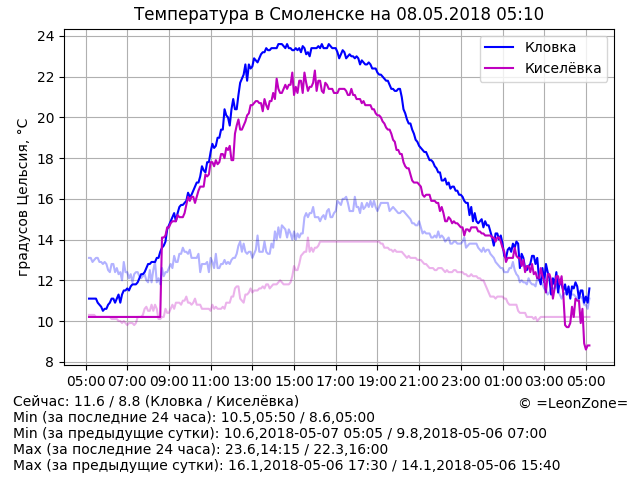 Температура в Смоленске на 08.05.2018 05:10
24
22
20
18
16
14
12
10
8
градусов Цельсия, °C
Кловка
Киселёвка
05:00 07:00 09:00 11:00 13:00 15:00 17:00 19:00 21:00 23:00 01:00 03:00 05:00
Сейчас: 11.6 / 8.8 (Кловка / Киселёвка)
© =LeonZone=
Min (за последние 24 часа): 10.5,05:50 / 8.6,05:00
Min (за предыдущие сутки): 10.6,2018-05-07 05:05 / 9.8,2018-05-06 07:00
Max (за последние 24 часа): 23.6,14:15 / 22.3,16:00
Max (за предыдущие сутки): 16.1,2018-05-06 17:30 / 14.1,2018-05-06 15:40